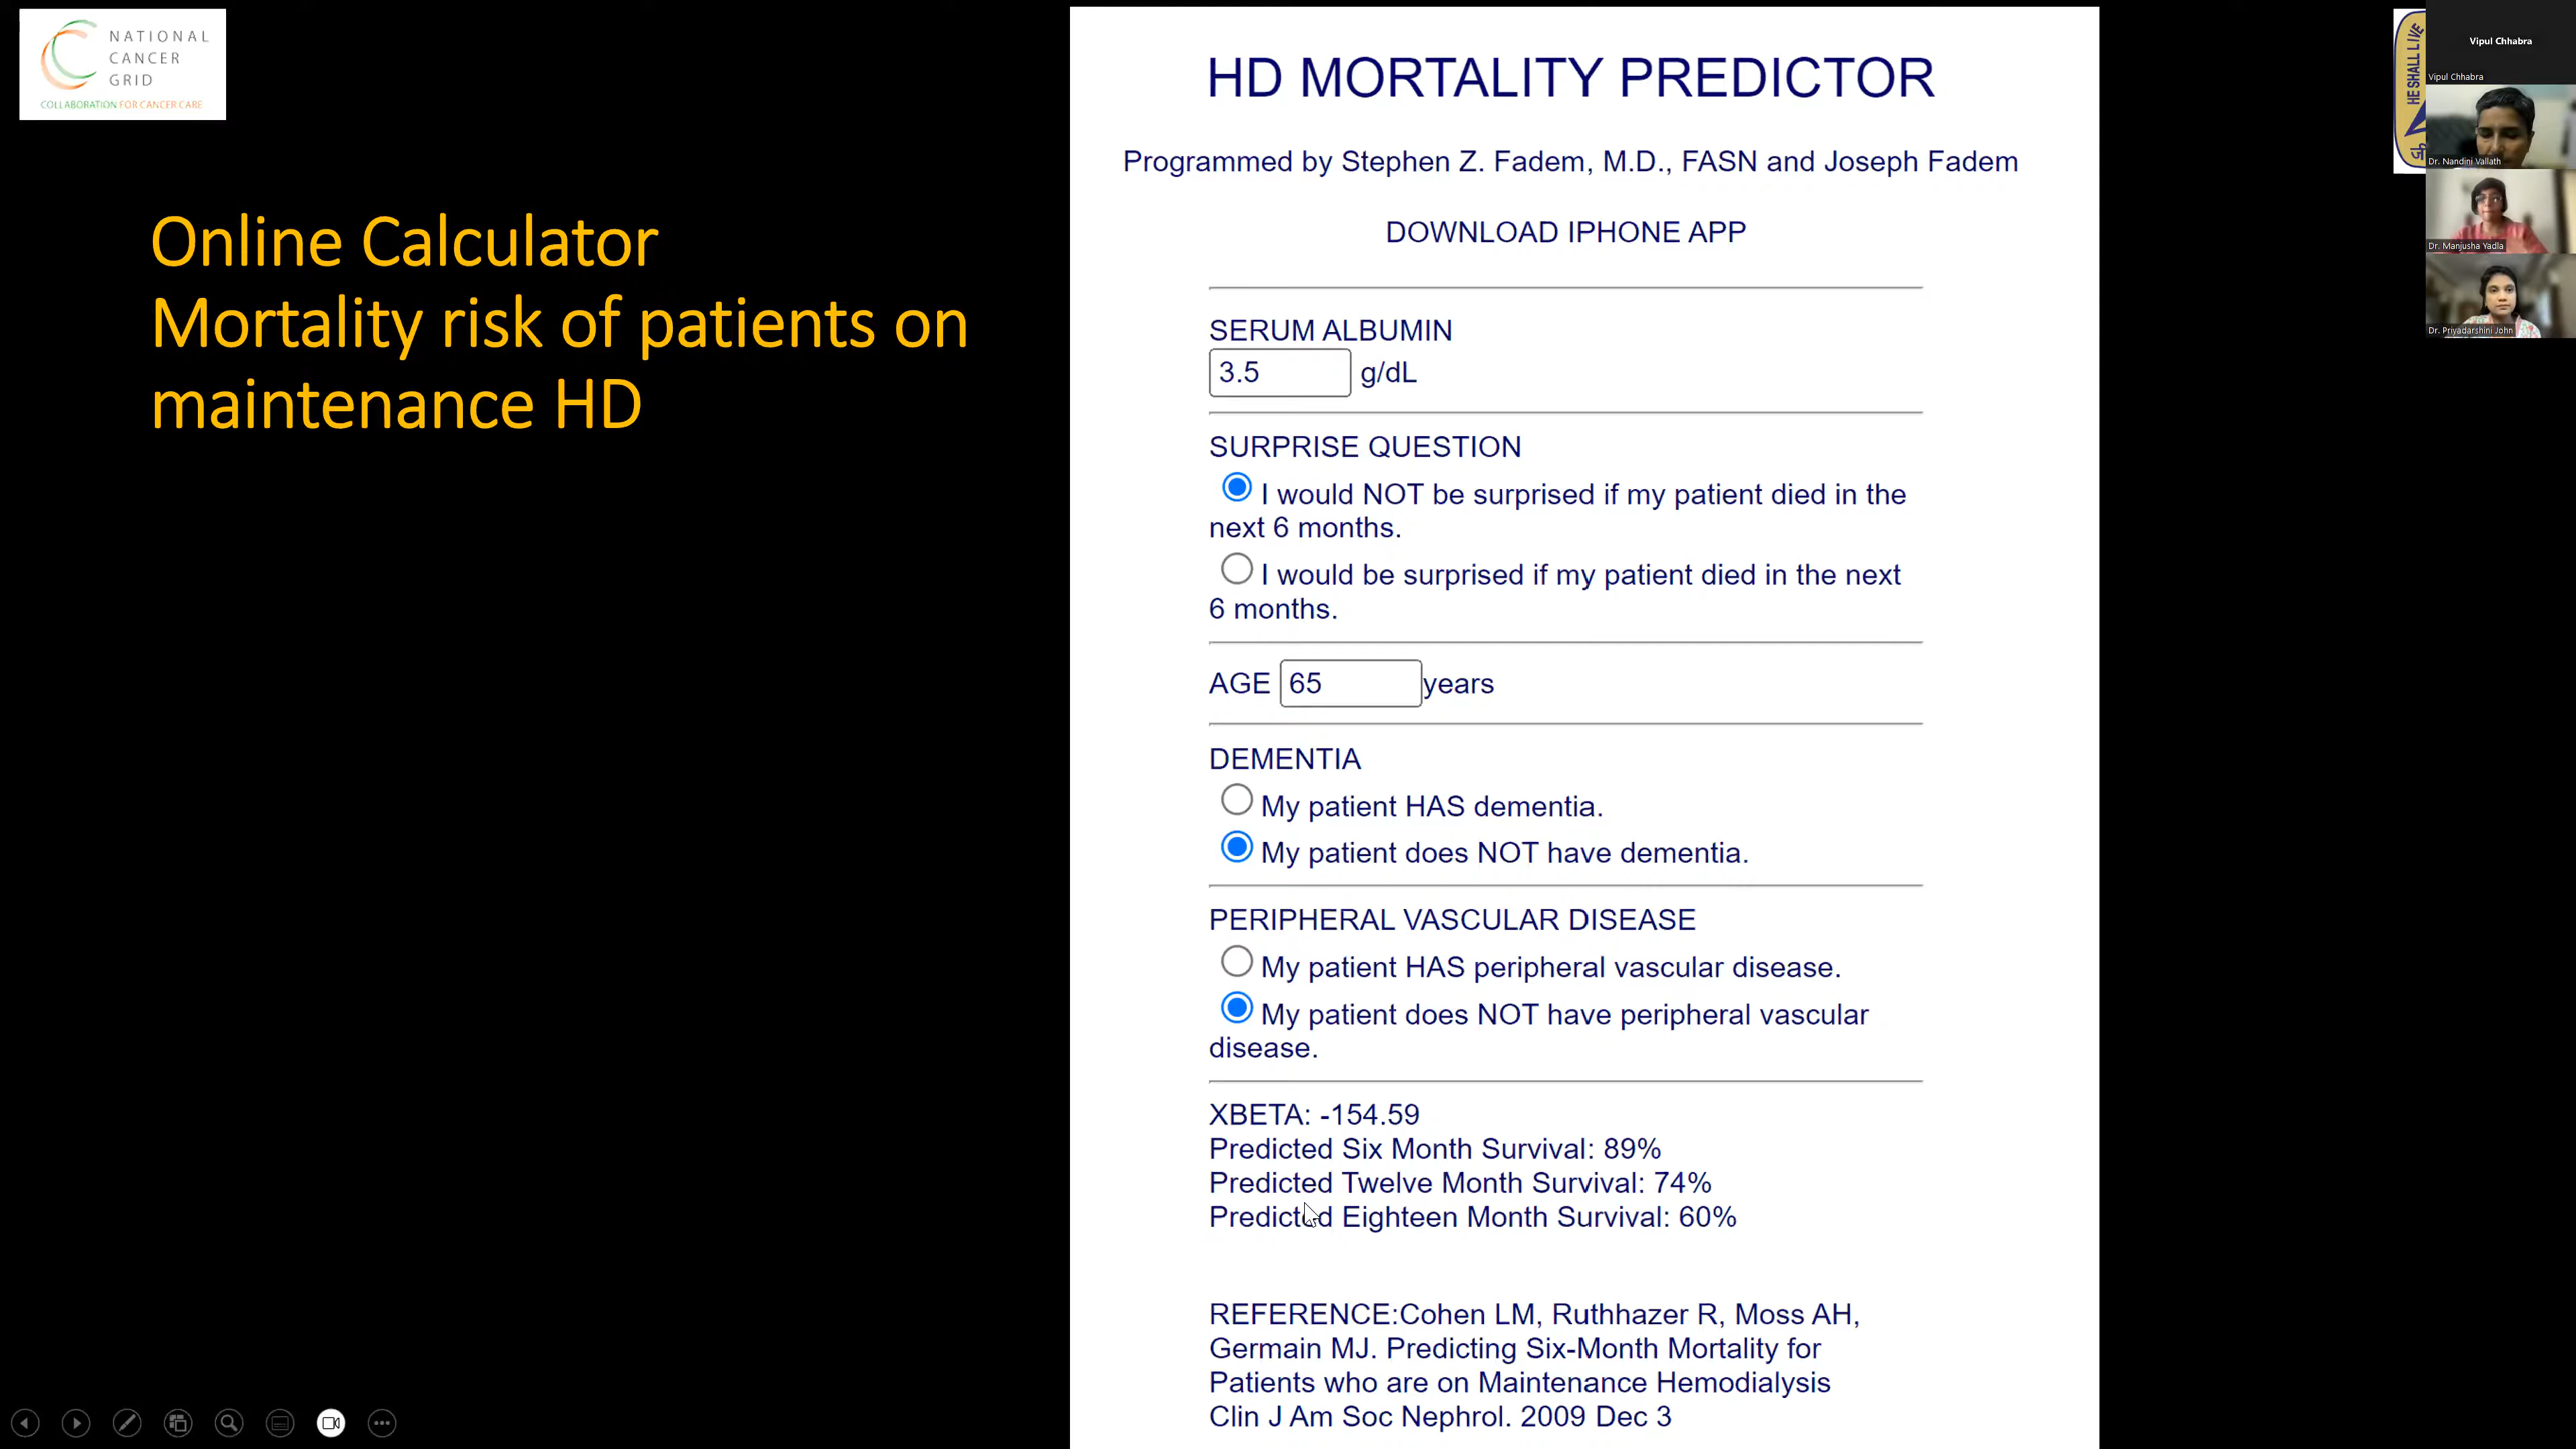 NATIONAL
CANCER
GRID
COLLABORATION FOR CANCER CARE
Online Calculator
Mortality risk of patients on
maintenance HD
HD MORTALITY PREDICTOR
Programmed by Stephen Z. Fadem, M.D., FASN and Joseph Fadem
DOWNLOAD IPHONE APP
SERUM ALBUMIN
3.5 g/dL
SURPRISE QUESTION
I would NOT be surprised if my patient died in the
next 6 months.
I would be surprised if my patient died in the next
6 months.
AGE 65 years
DEMENTIA
My patient HAS dementia.
My patient does NOT have dementia.
PERIPHERAL VASCULAR DISEASE
My patient HAS peripheral vascular disease.
My patient does NOT have peripheral vascular
disease.
XBETA: -154.59
Predicted Six Month Survival: 89%
Predicted Twelve Month Survival: 74%
Predicted Eighteen Month Survival: 60%
REFERENCE:Cohen LM, Ruthhazer R, Moss AH,
Germain MJ. Predicting Six-Month Mortality for
Patients who are on Maintenance Hemodialysis
Clin J Am Soc Nephrol. 2009 Dec 3
HE SHALL LIVE
Vipul Chhabra
Vipul Chhabra
Dr. Nandini Vallath
Dr. Manjusha Yadla
Dr. Priyadarshini John